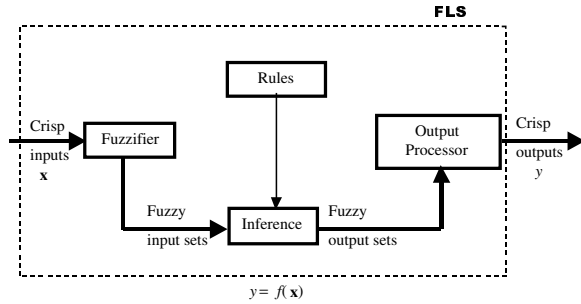 FLS
Rules
Crisp
inputs
x
Fuzzifier
Output
Processor
Crisp
outputs
y
Fuzzy
input sets
Inference
Fuzzy
output sets
y = f(x)